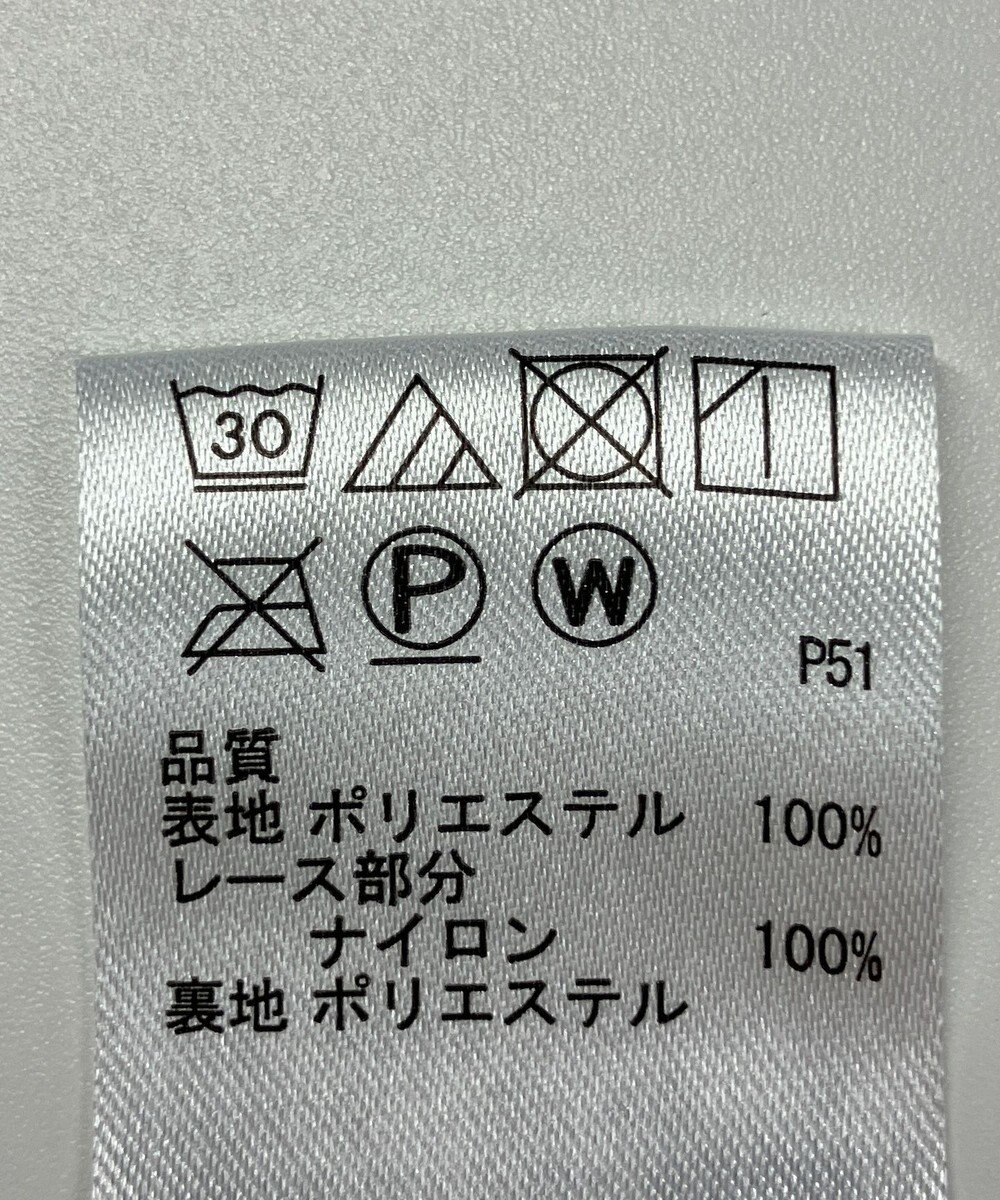 30
P W
P51
品質
表地 ポリエステル 100%
レース部分
ナイロン 100%
裏地 ポリエステル